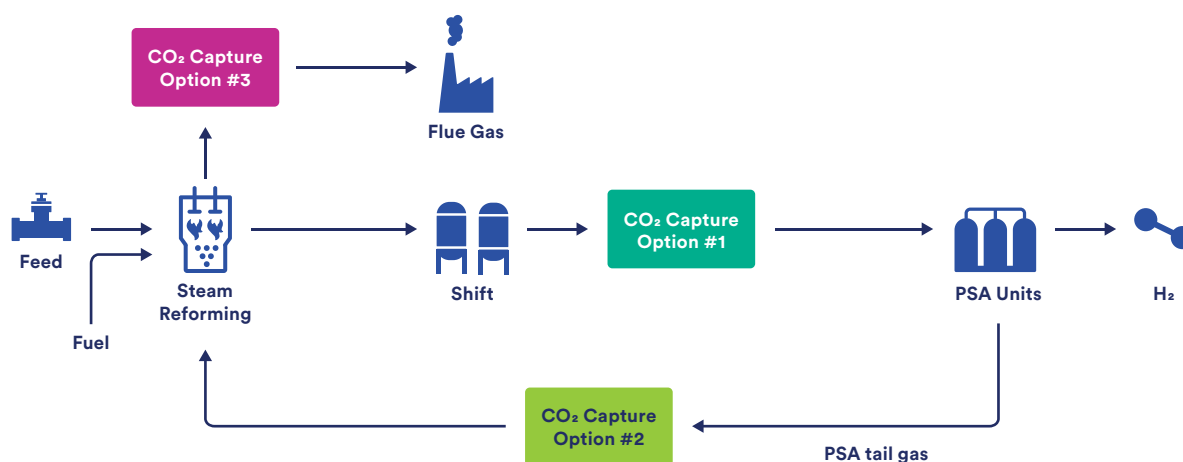 CO₂ Capture
Option #3
Flue Gas
Feed
Steam
Reforming
Fuel
Shift
CO₂ Capture
Option #1
PSA Units
H₂
CO₂ Capture
Option #2
PSA tail gas